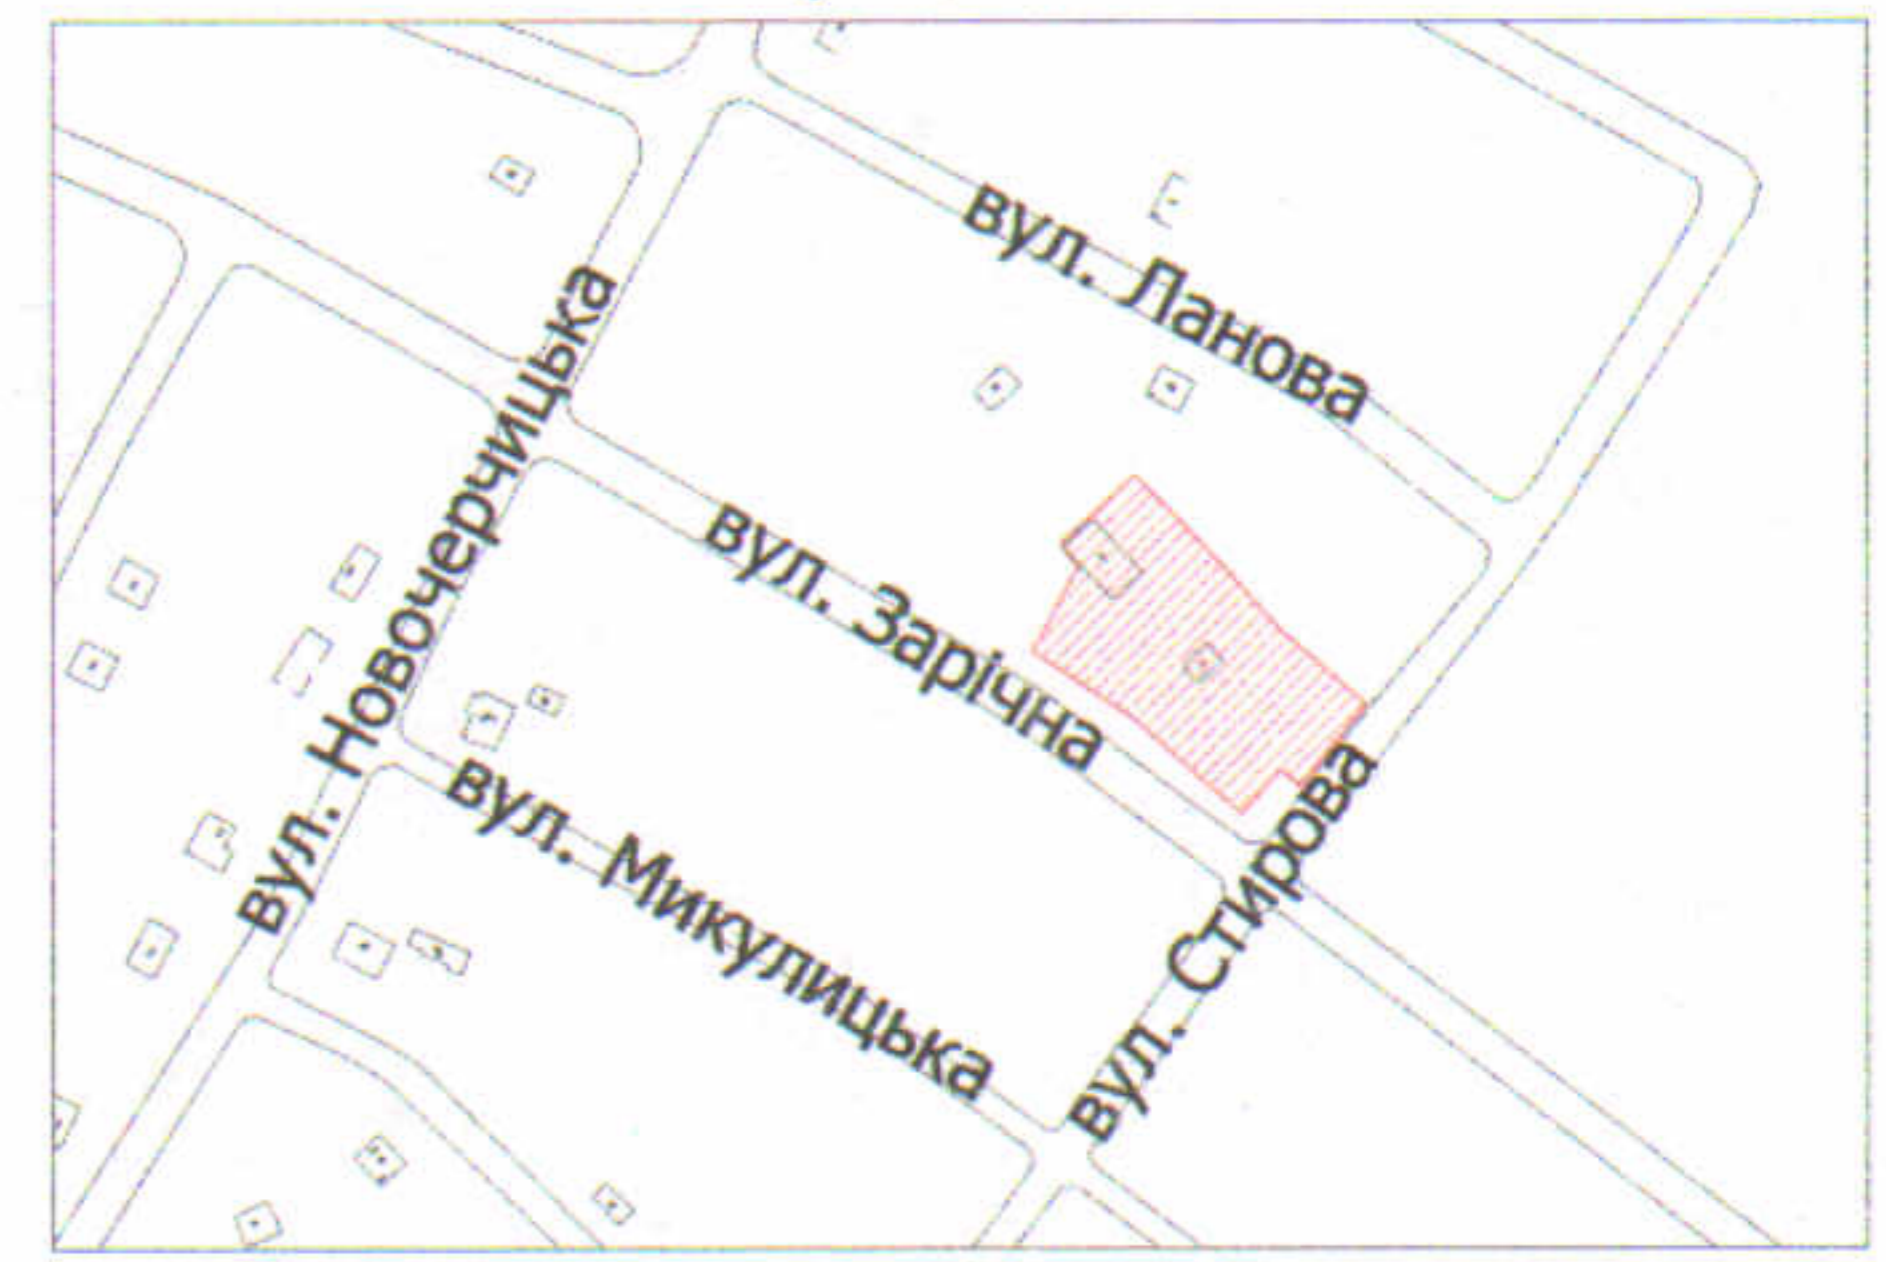 вул. Ланова
вул. Новочерчицька
вул. Зарічна
вул. Стирова
вул. Микулицька